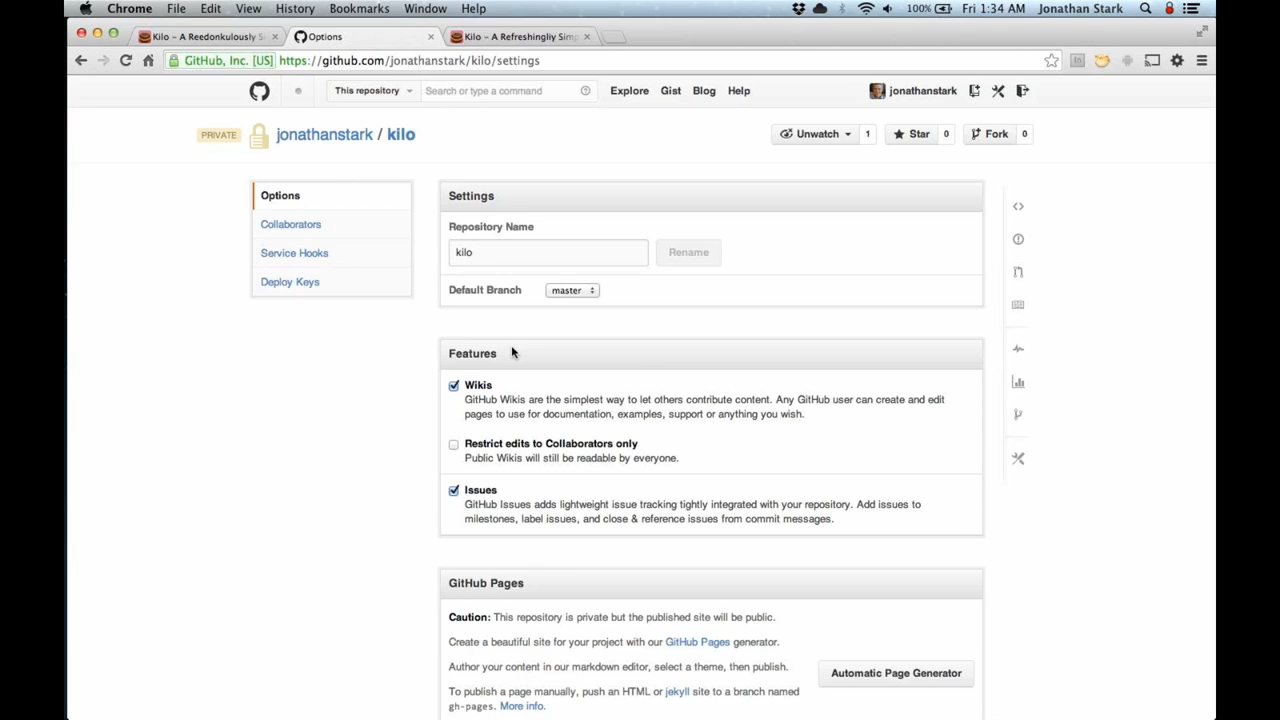 Chrome File Edit View History Bookmarks Window Help 100% Fri 1:34 AM Jonathan Stark
Kilo – A Reedonkulously S Options Kilo – A Refreshingliy Simp
GitHub, Inc. [US] https://github.com/jonathanstark/kilo/settings
This repository Search or type a command Explore Gist Blog Help jonathanstark
PRIVATE jonathanstark / kilo Unwatch 1 Star 0 Fork 0
Options
Collaborators
Service Hooks
Deploy Keys
Settings
Repository Name
kilo Rename
Default Branch master
Features
Wikis
GitHub Wikis are the simplest way to let others contribute content. Any GitHub user can create and edit
pages to use for documentation, examples, support or anything you wish.
Restrict edits to Collaborators only
Public Wikis will still be readable by everyone.
Issues
GitHub Issues adds lightweight issue tracking tightly integrated with your repository. Add issues to
milestones, label issues, and close & reference issues from commit messages.
GitHub Pages
Caution: This repository is private but the published site will be public.
Create a beautiful site for your project with our GitHub Pages generator.
Author your content in our markdown editor, select a theme, then publish.
Automatic Page Generator
To publish a page manually, push an HTML or jekyll site to a branch named
gh-pages. More info.